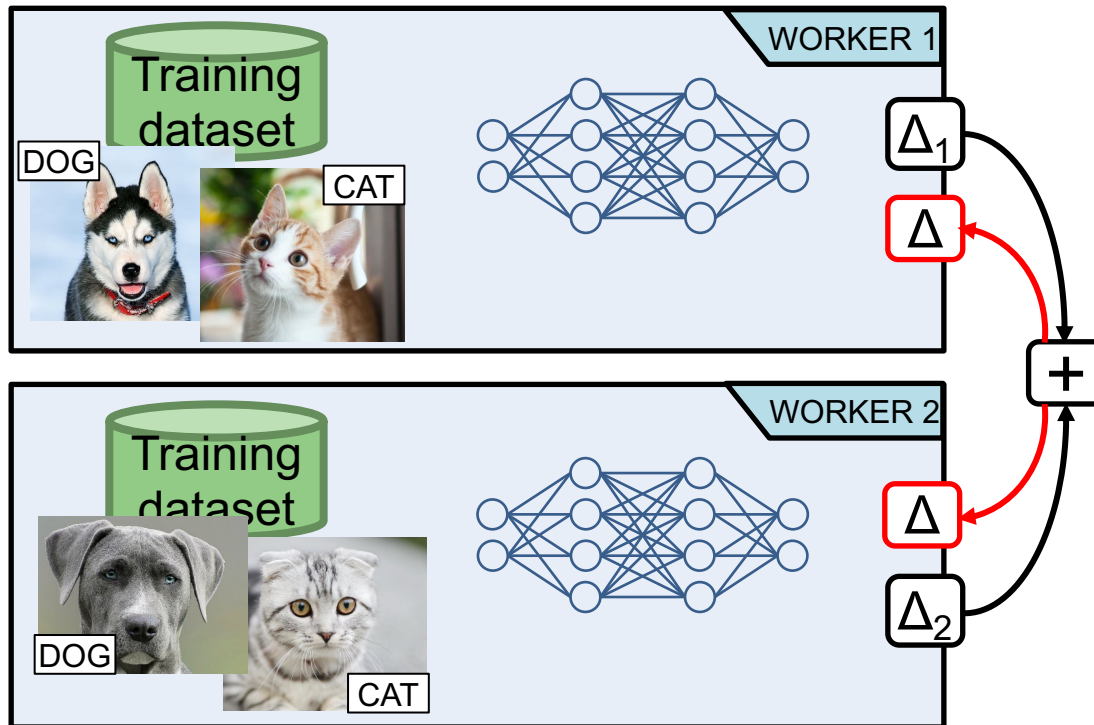 WORKER 1
Training
dataset
DOG
CAT
Δ₁
Δ
+
WORKER 2
Training
dataset
DOG
CAT
Δ
Δ₂